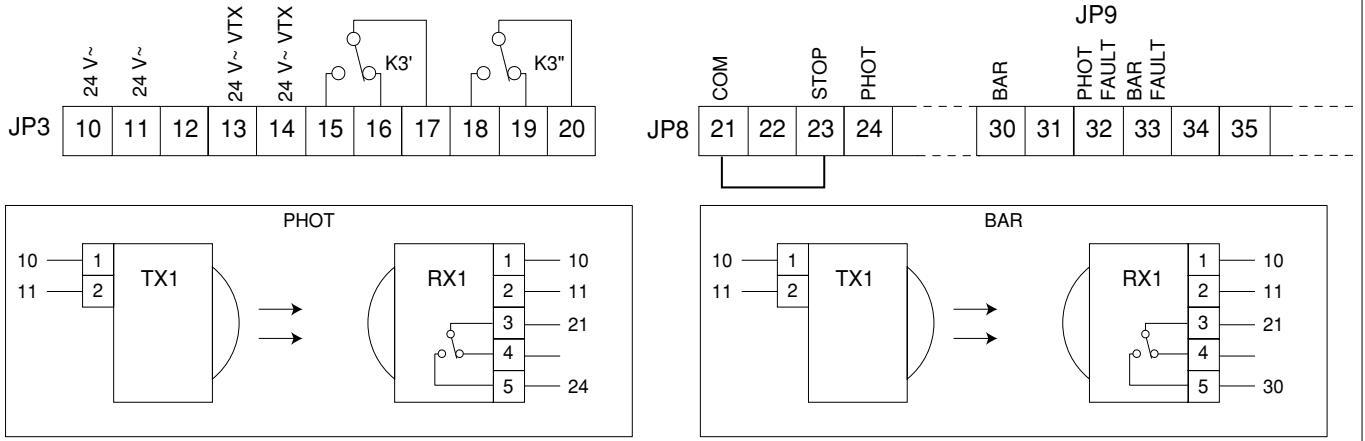 JP9
24 V~
24 V~
24 V~ VTX
24 V~ VTX
K3'
K3"
COM
STOP
PHOT
BAR
PHOT
FAULT
BAR
FAULT
JP3 10 11 12 13 14 15 16 17 18 19 20
JP8 21 22 23 24 30 31 32 33 34 35
PHOT
10 1
11 2
TX1
RX1
1 10
2 11
3 21
4
5 24
BAR
10 1
11 2
TX1
RX1
1 10
2 11
3 21
4
5 30